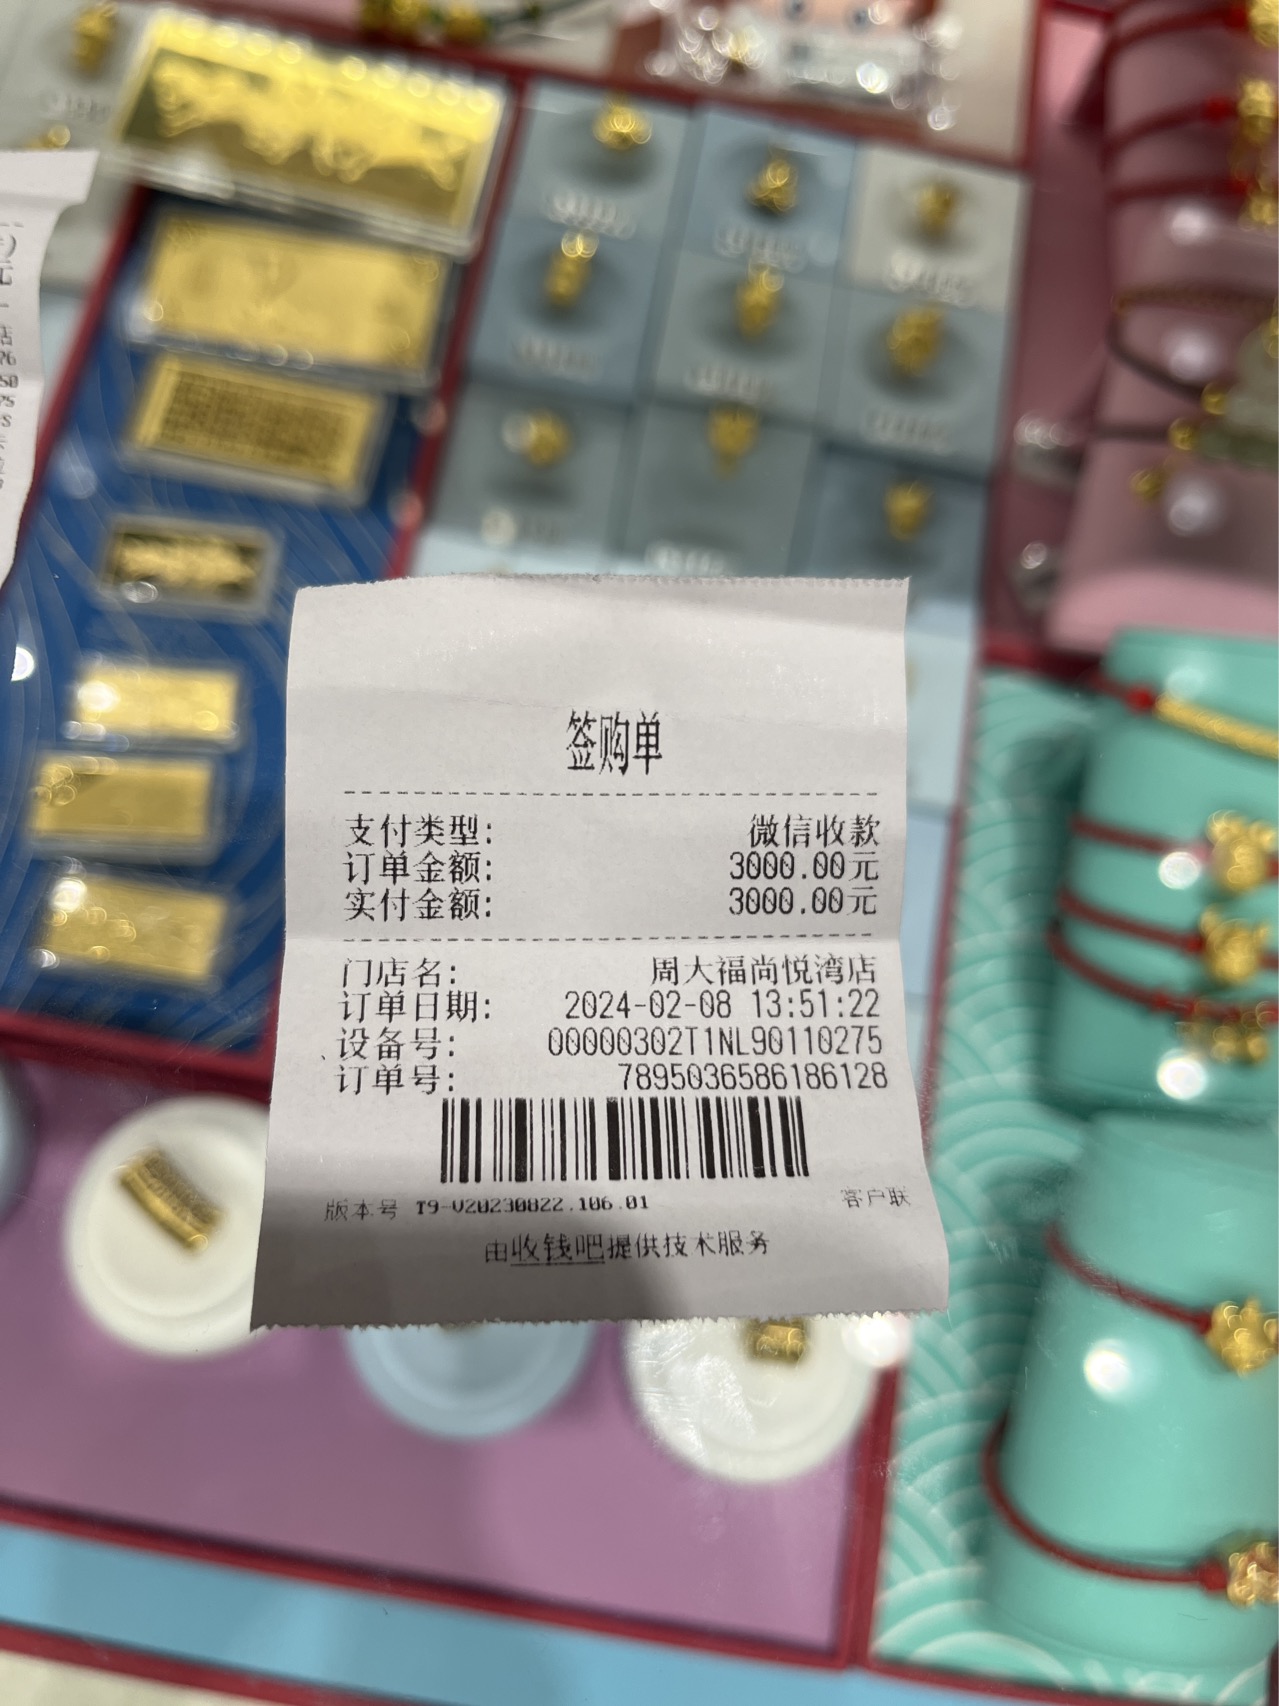 签购单
支付类型: 微信收款
订单金额: 3000.00元
实付金额: 3000.00元
门店名: 周大福尚悦湾店
订单日期: 2024-02-08 13:51:22
设备号: 00000302T1NL90110275
订单号: 7895036586186128
版本号 T9-V20230822.106.01 客户联
由收钱吧提供技术服务
元
店